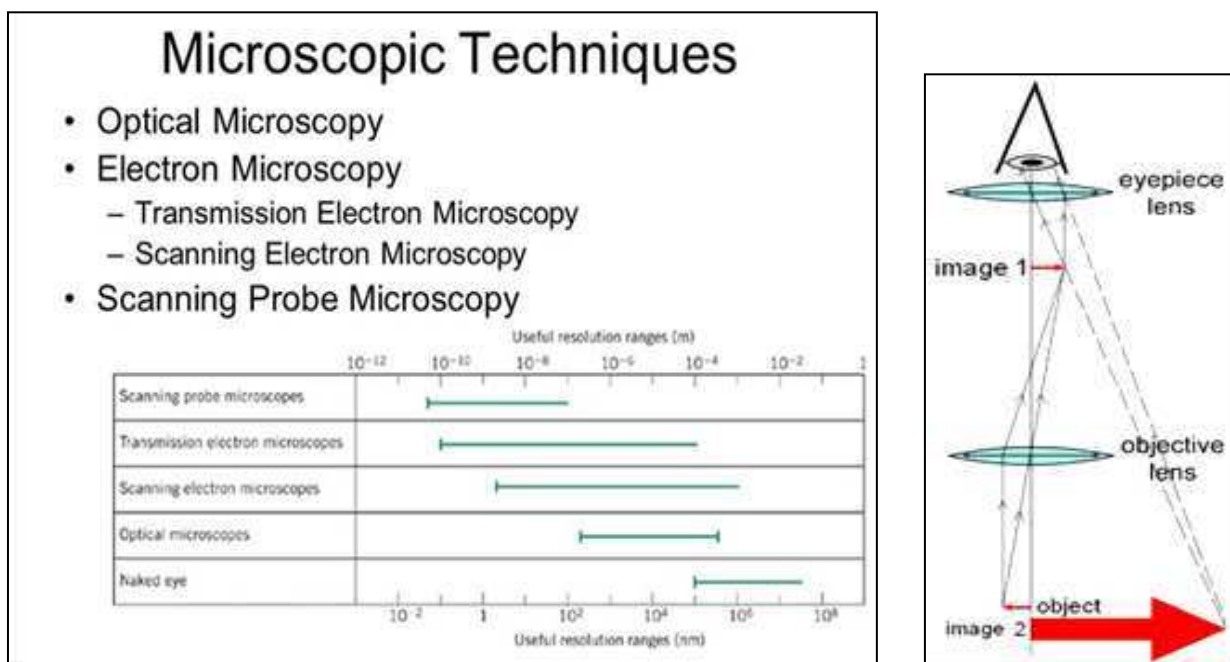 Microscopic Techniques
• Optical Microscopy
• Electron Microscopy
– Transmission Electron Microscopy
– Scanning Electron Microscopy
• Scanning Probe Microscopy
Useful resolution ranges (m)
10⁻¹² 10⁻¹⁰ 10⁻⁸ 10⁻⁶ 10⁻⁴ 10⁻² 1
Scanning probe microscopes
Transmission electron microscopes
Scanning electron microscopes
Optical microscopes
Naked eye
10⁻² 1 10² 10⁴ 10⁶ 10⁸
Useful resolution ranges (nm)
eyepiece
lens
image 1
objective
lens
object
image 2